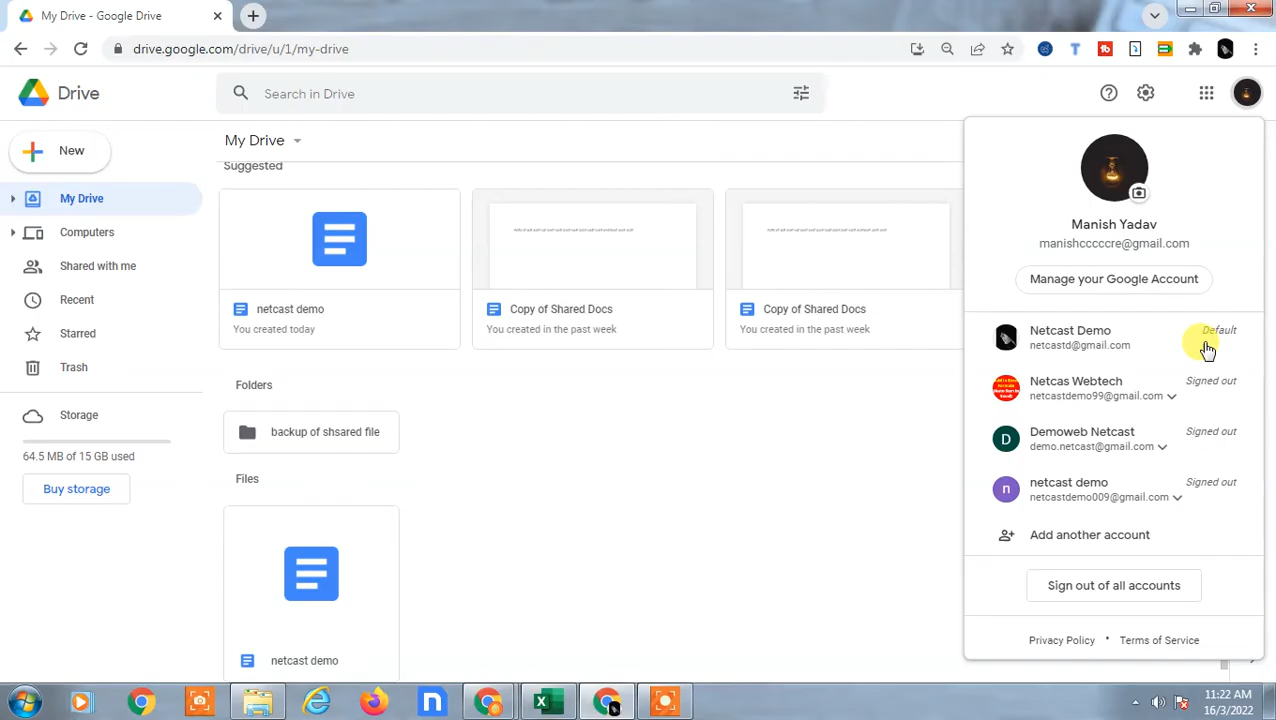 My Drive - Google Drive
drive.google.com/drive/u/1/my-drive
Drive
Search in Drive
New
My Drive
Computers
Shared with me
Recent
Starred
Trash
Storage
64.5 MB of 15 GB used
Buy storage
My Drive
Suggested
netcast demo
You created today
Copy of Shared Docs
You created in the past week
Copy of Shared Docs
You created in the past week
Folders
backup of shsared file
Files
netcast demo
Manish Yadav
manishcccccre@gmail.com
Manage your Google Account
Netcast Demo
Default
netcastd@gmail.com
Netcas Webtech
Signed out
netcastdemo99@gmail.com
D
Demoweb Netcast
Signed out
demo.netcast@gmail.com
n
netcast demo
Signed out
netcastdemo009@gmail.com
Add another account
Sign out of all accounts
Privacy Policy • Terms of Service
11:22 AM
16/3/2022